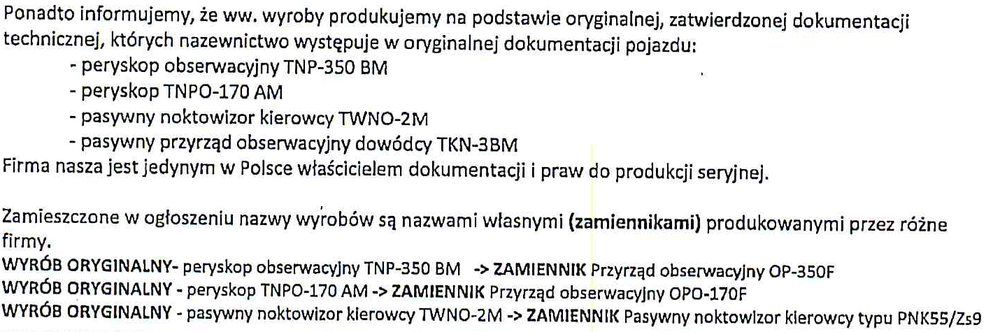 Ponadto informujemy, że ww. wyroby produkujemy na podstawie oryginalnej, zatwierdzonej dokumentacji
technicznej, których nazewnictwo występuje w oryginalnej dokumentacji pojazdu:
- peryskop obserwacyjny TNP-350 BM
- peryskop TNPO-170 AM
- pasywny noktowizor kierowcy TWNO-2M
- pasywny przyrząd obserwacyjny dowódcy TKN-3BM
Firma nasza jest jedynym w Polsce właścicielem dokumentacji i praw do produkcji seryjnej.
Zamieszczone w ogłoszeniu nazwy wyrobów są nazwami własnymi (zamiennikami) produkowanymi przez różne
firmy.
WYRÓB ORYGINALNY- peryskop obserwacyjny TNP-350 BM -> ZAMIENNIK Przyrząd obserwacyjny OP-350F
WYRÓB ORYGINALNY - peryskop TNPO-170 AM -> ZAMIENNIK Przyrząd obserwacyjny OPO-170F
WYRÓB ORYGINALNY - pasywny noktowizor kierowcy TWNO-2M -> ZAMIENNIK Pasywny noktowizor kierowcy typu PNK55/Zs9